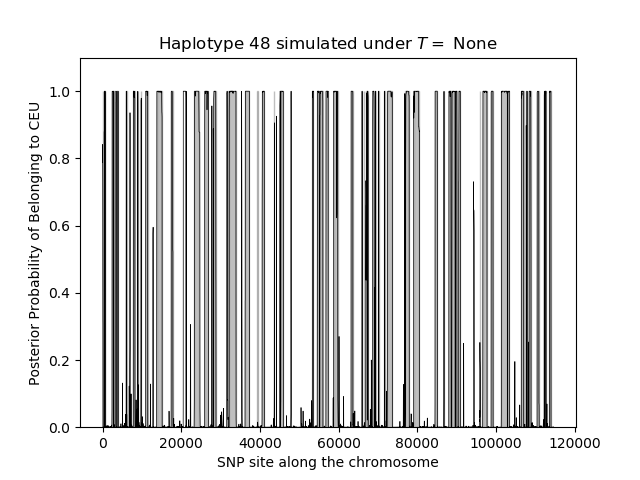 Haplotype 48 simulated under T = None
Posterior Probability of Belonging to CEU
1.0
0.8
0.6
0.4
0.2
0.0
0 20000 40000 60000 80000 100000 120000
SNP site along the chromosome